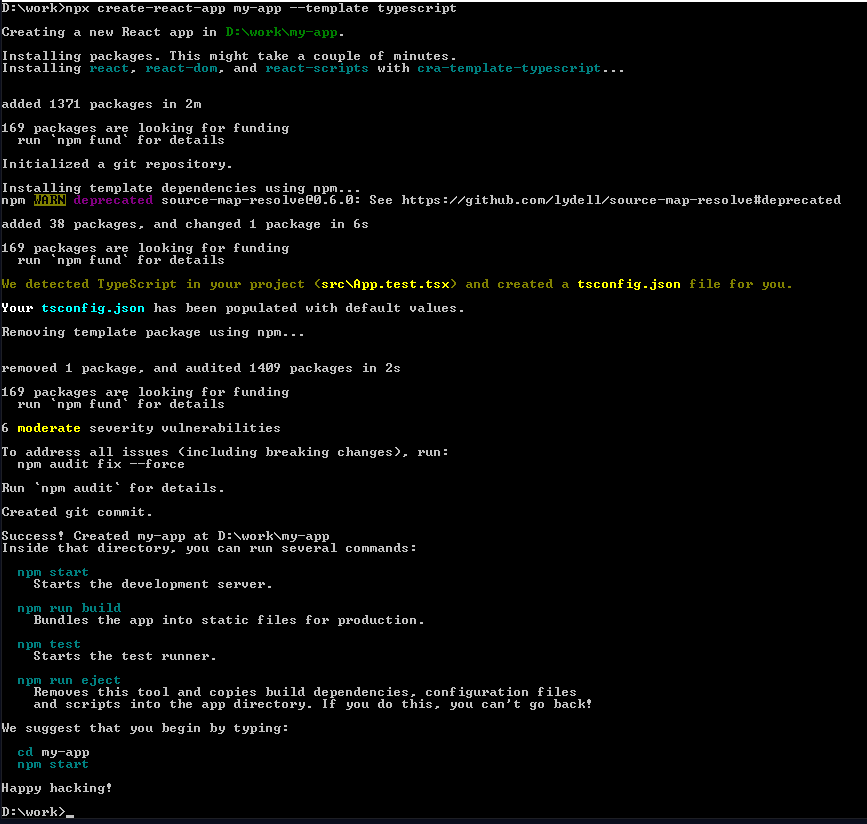 D:\work>npx create-react-app my-app --template typescript
Creating a new React app in D:\work\my-app.
Installing packages. This might take a couple of minutes.
Installing react, react-dom, and react-scripts with cra-template-typescript...
added 1371 packages in 2m
169 packages are looking for funding
  run `npm fund` for details
Initialized a git repository.
Installing template dependencies using npm...
npm WARN deprecated source-map-resolve@0.6.0: See https://github.com/lydell/source-map-resolve#deprecated
added 38 packages, and changed 1 package in 6s
169 packages are looking for funding
  run `npm fund` for details
We detected TypeScript in your project (src\App.test.tsx) and created a tsconfig.json file for you.
Your tsconfig.json has been populated with default values.
Removing template package using npm...
removed 1 package, and audited 1409 packages in 2s
169 packages are looking for funding
  run `npm fund` for details
6 moderate severity vulnerabilities
To address all issues (including breaking changes), run:
  npm audit fix --force
Run `npm audit` for details.
Created git commit.
Success! Created my-app at D:\work\my-app
Inside that directory, you can run several commands:
  npm start
    Starts the development server.
  npm run build
    Bundles the app into static files for production.
  npm test
    Starts the test runner.
  npm run eject
    Removes this tool and copies build dependencies, configuration files
    and scripts into the app directory. If you do this, you can't go back!
We suggest that you begin by typing:
  cd my-app
  npm start
Happy hacking!
D:\work>_